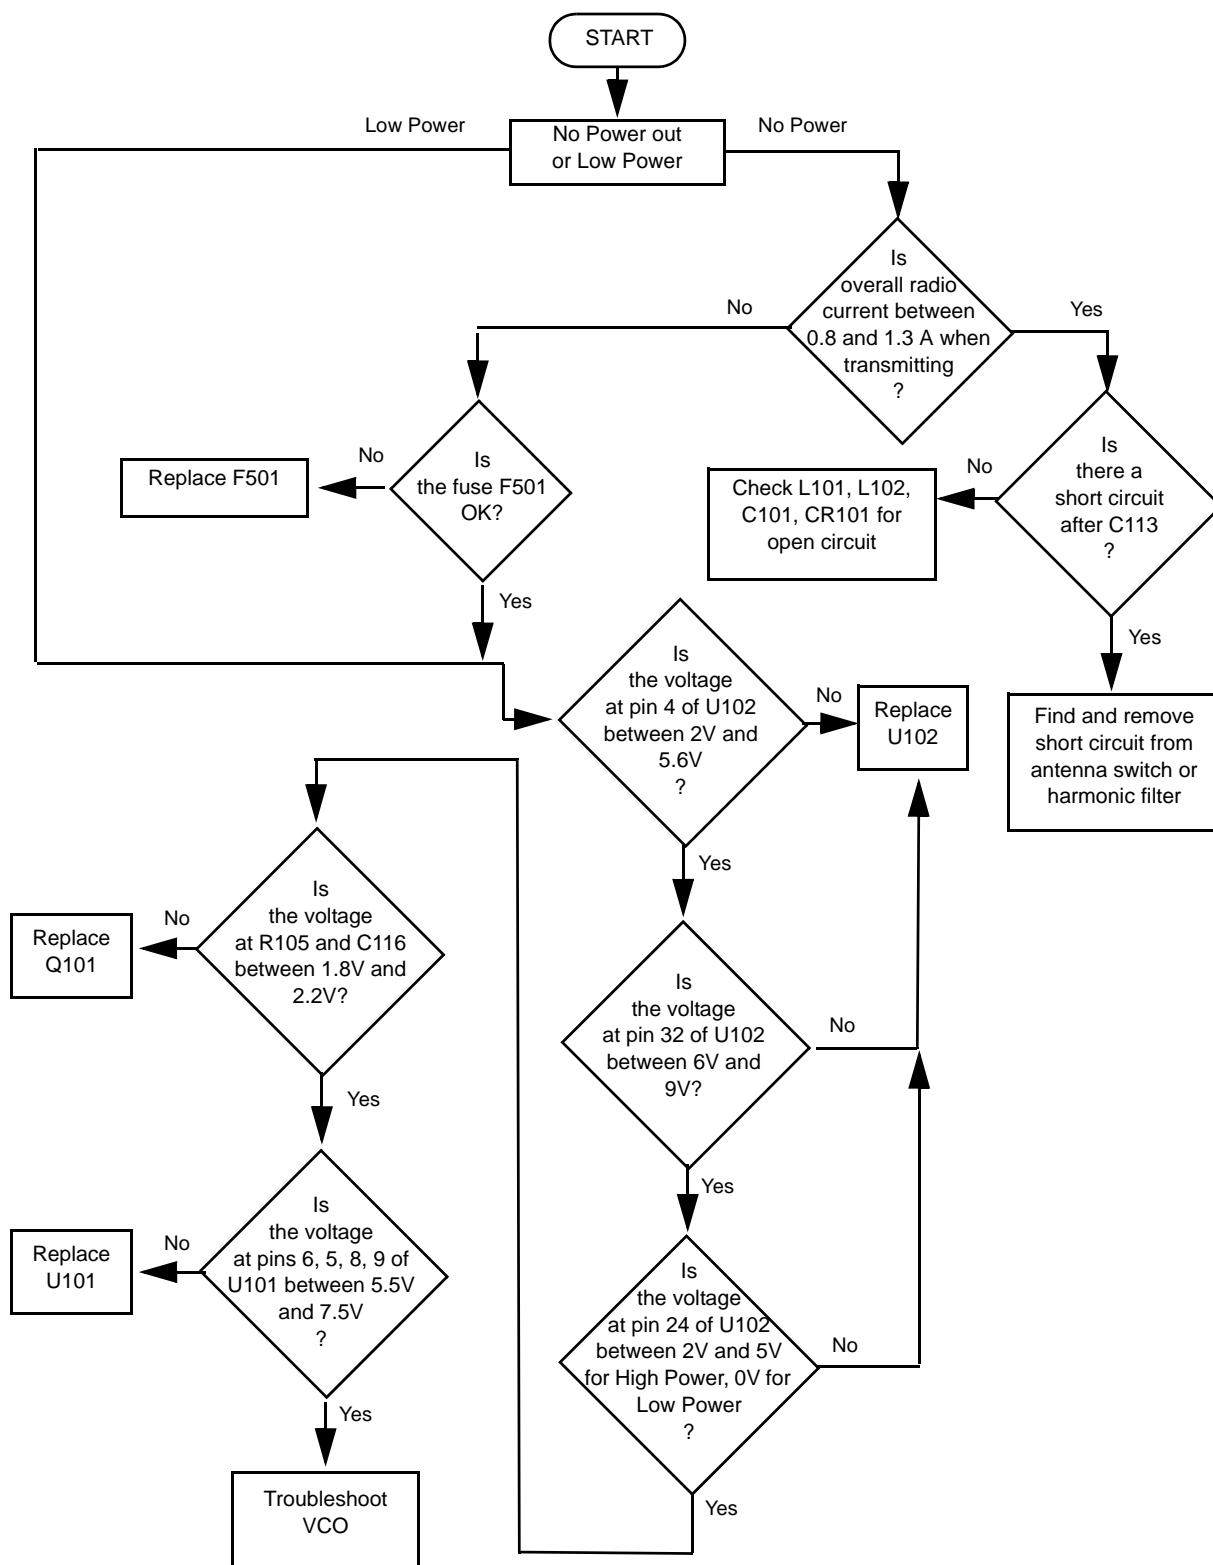 START
Low Power
No Power
No Power out
or Low Power
Is
overall radio
current between
0.8 and 1.3 A when
transmitting
?
No
Yes
Is
the fuse F501
OK?
No
Replace F501
Yes
Is
there a
short circuit
after C113
?
No
Check L101, L102,
C101, CR101 for
open circuit
Yes
Find and remove
short circuit from
antenna switch or
harmonic filter
Is
the voltage
at pin 4 of U102
between 2V and
5.6V
?
No
Replace
U102
Yes
Is
the voltage
at pin 32 of U102
between 6V and
9V?
No
Yes
Is
the voltage
at pin 24 of U102
between 2V and 5V
for High Power, 0V for
Low Power
?
No
Yes
Is
the voltage
at R105 and C116
between 1.8V and
2.2V?
No
Replace
Q101
Yes
Is
the voltage
at pins 6, 5, 8, 9 of
U101 between 5.5V
and 7.5V
?
No
Replace
U101
Yes
Troubleshoot
VCO